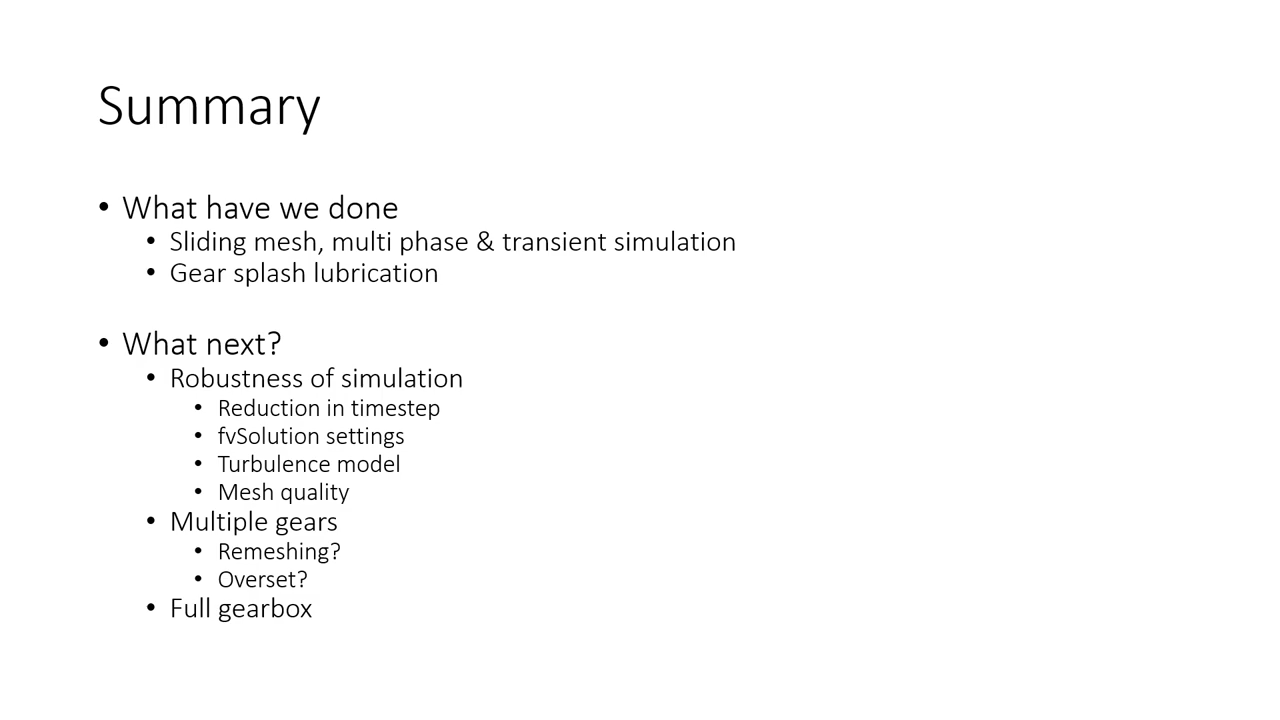 Summary
• What have we done
• Sliding mesh, multi phase & transient simulation
• Gear splash lubrication
• What next?
• Robustness of simulation
• Reduction in timestep
• fvSolution settings
• Turbulence model
• Mesh quality
• Multiple gears
• Remeshing?
• Overset?
• Full gearbox